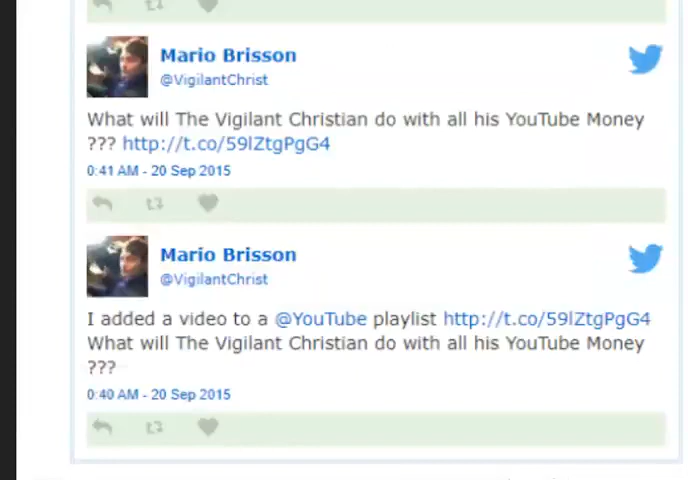 Mario Brisson
@VigilantChrist
What will The Vigilant Christian do with all his YouTube Money
??? http://t.co/59lZtgPgG4
0:41 AM - 20 Sep 2015
Mario Brisson
@VigilantChrist
I added a video to a @YouTube playlist http://t.co/59lZtgPgG4
What will The Vigilant Christian do with all his YouTube Money
???
0:40 AM - 20 Sep 2015